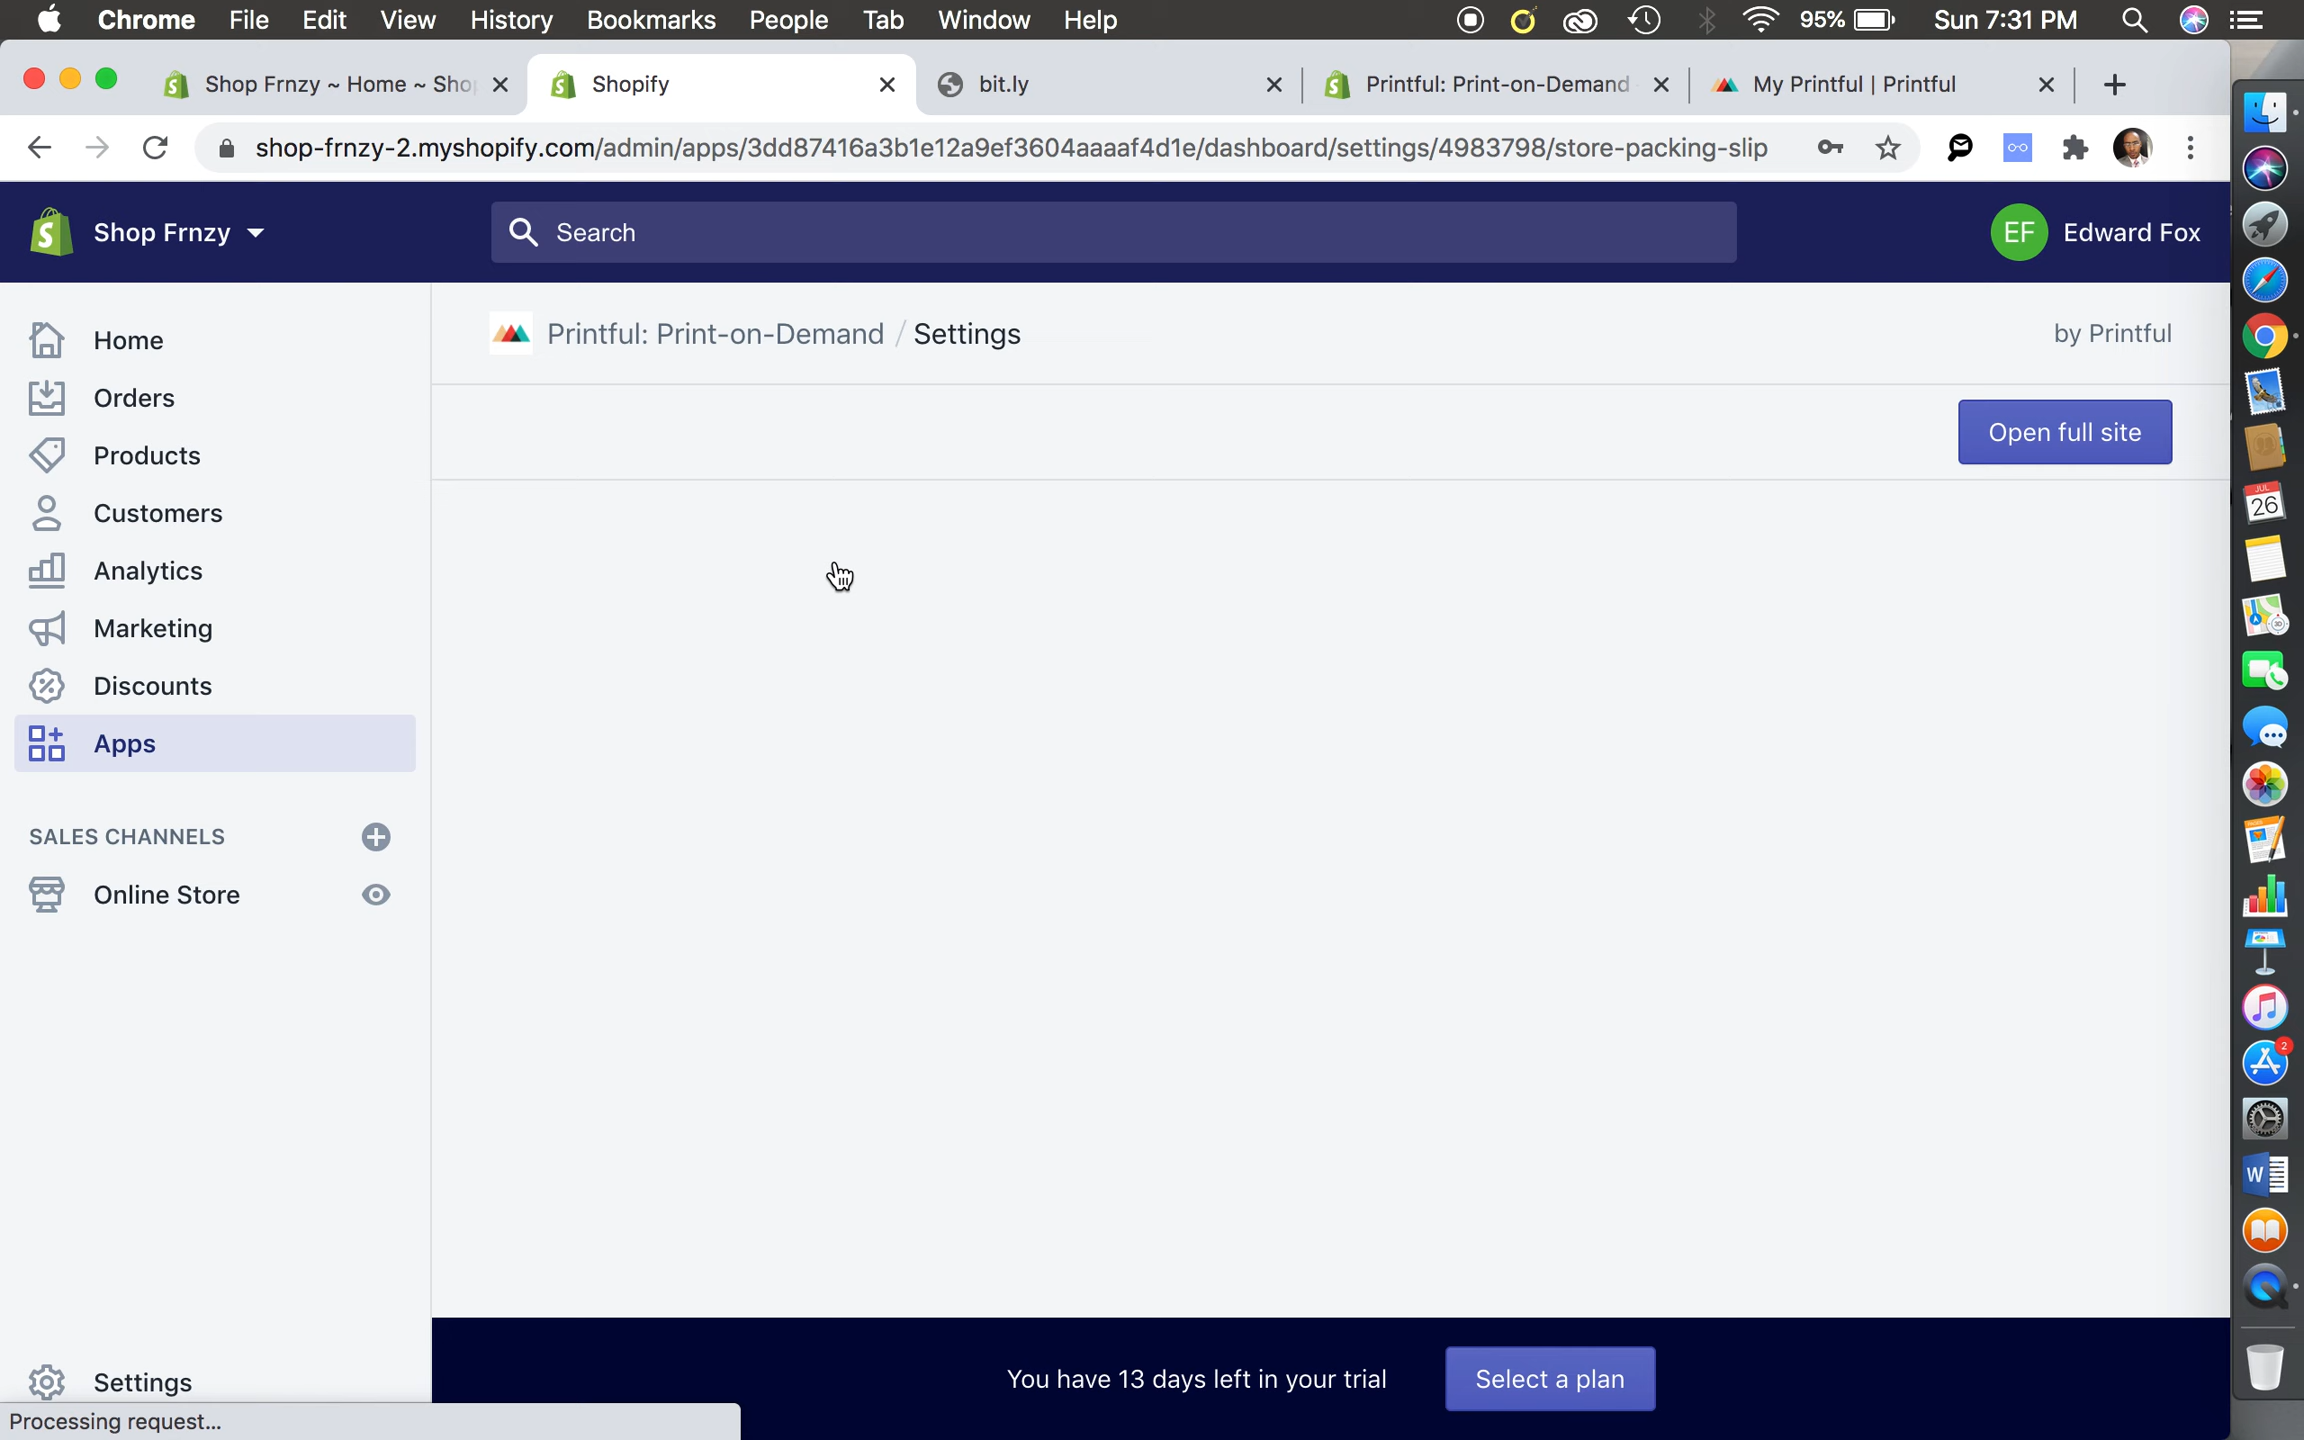 Chrome File Edit View History Bookmarks People Tab Window Help 95% Sun 7:31 PM
Shop Frnzy ~ Home ~ Sho
Shopify
bit.ly
Printful: Print-on-Demand
My Printful | Printful
shop-frnzy-2.myshopify.com/admin/apps/3dd87416a3b1e12a9ef3604aaaaf4d1e/dashboard/settings/4983798/store-packing-slip
Shop Frnzy
Search
EF Edward Fox
Printful: Print-on-Demand / Settings
by Printful
Open full site
Home
Orders
Products
Customers
Analytics
Marketing
Discounts
Apps
SALES CHANNELS
Online Store
Settings
You have 13 days left in your trial
Select a plan
Processing request...
JUL
26
3D
2
W